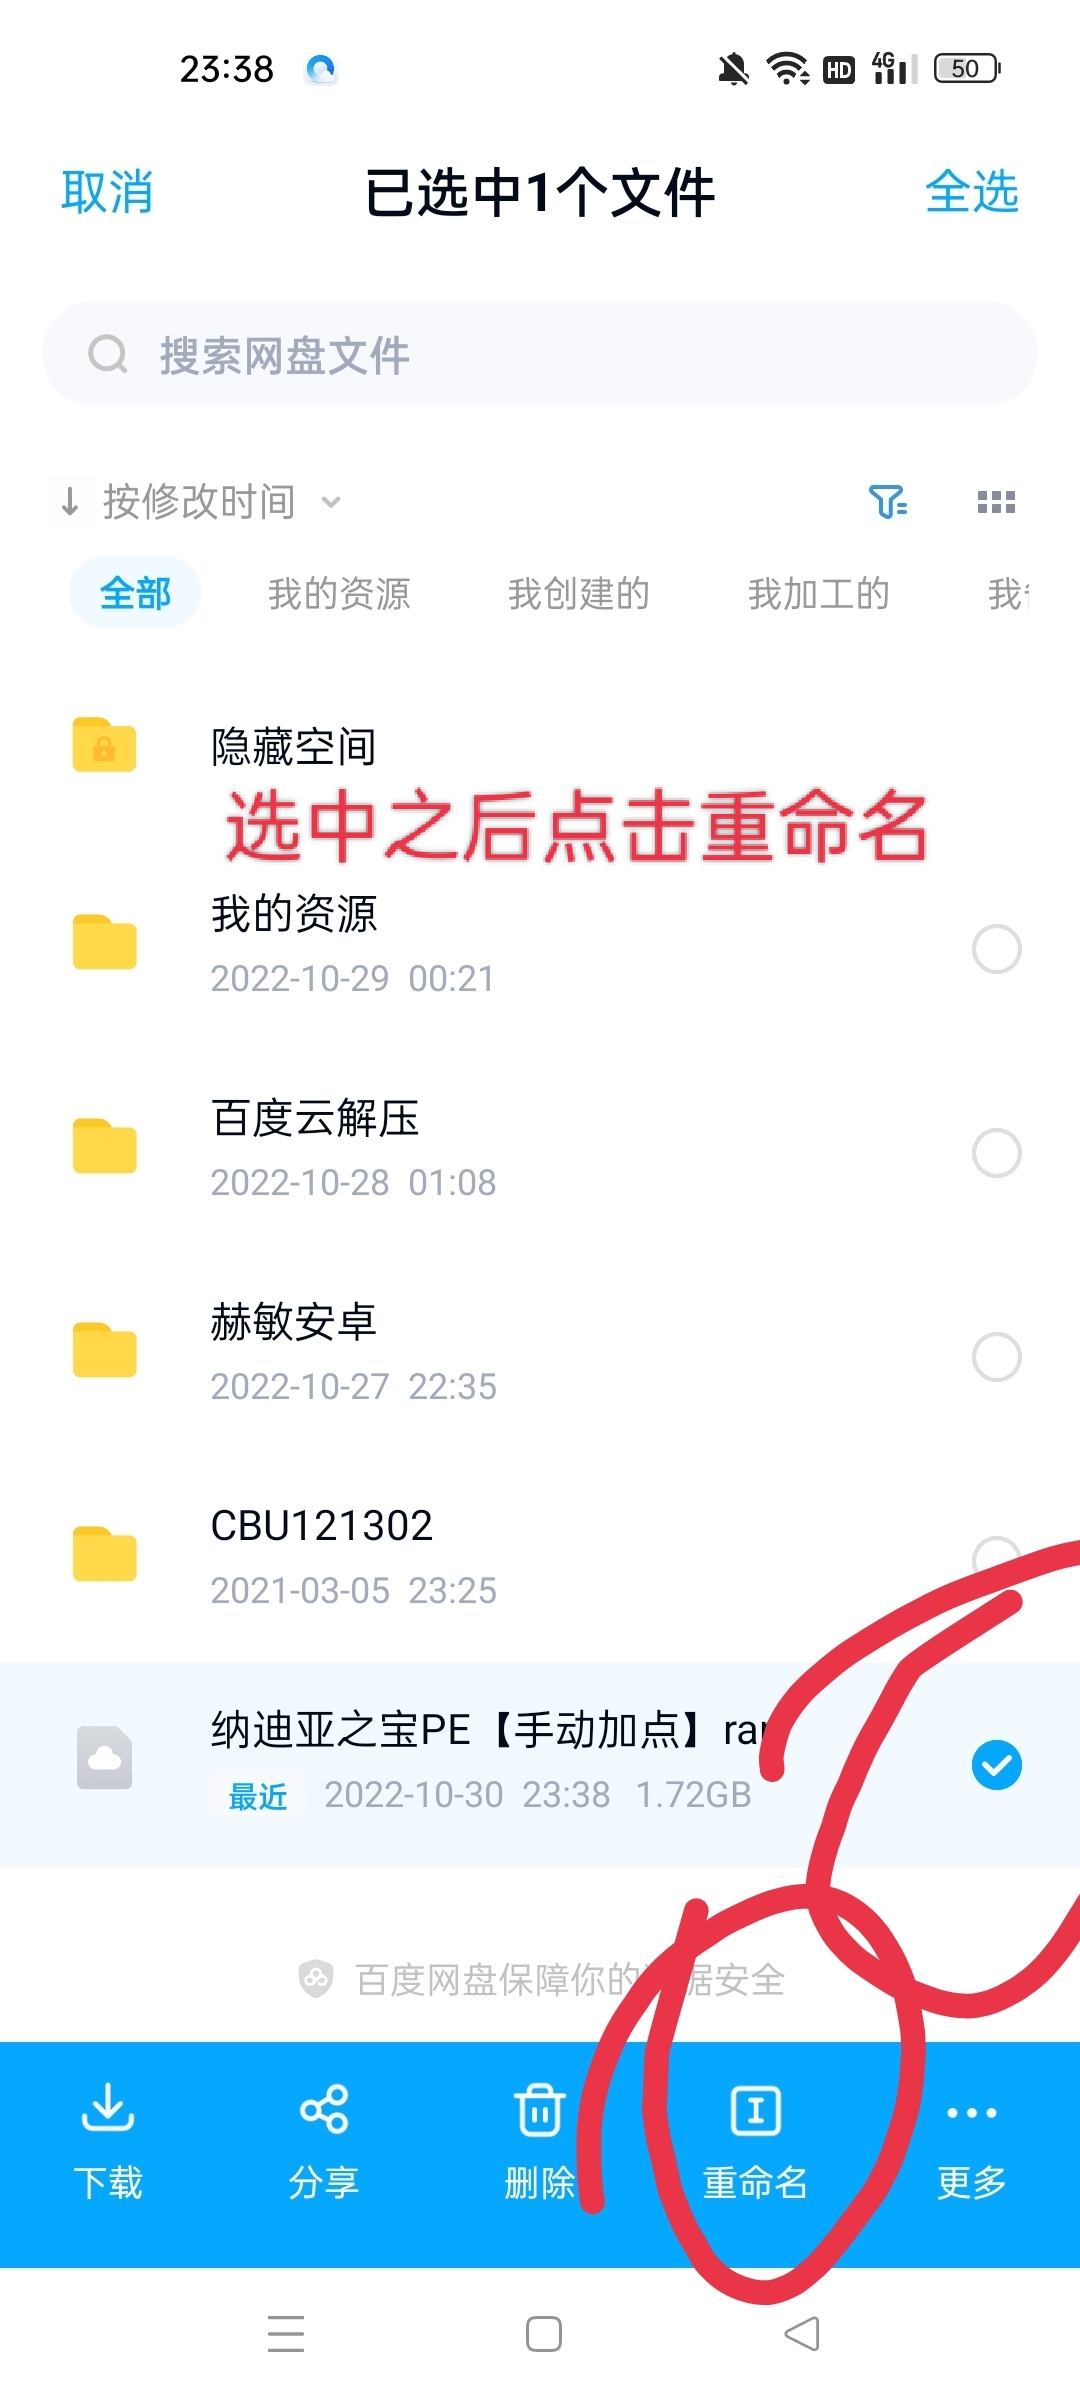 23:38
HD 4G 50
取消 已选中1个文件 全选
搜索网盘文件
按修改时间
全部 我的资源 我创建的 我加工的 我
隐藏空间
选中之后点击重命名
我的资源
2022-10-29 00:21
百度云解压
2022-10-28 01:08
赫敏安卓
2022-10-27 22:35
CBU121302
2021-03-05 23:25
纳迪亚之宝PE【手动加点】rar
最近 2022-10-30 23:38 1.72GB
百度网盘保障你的 据安全
下载 分享 删除 重命名 更多